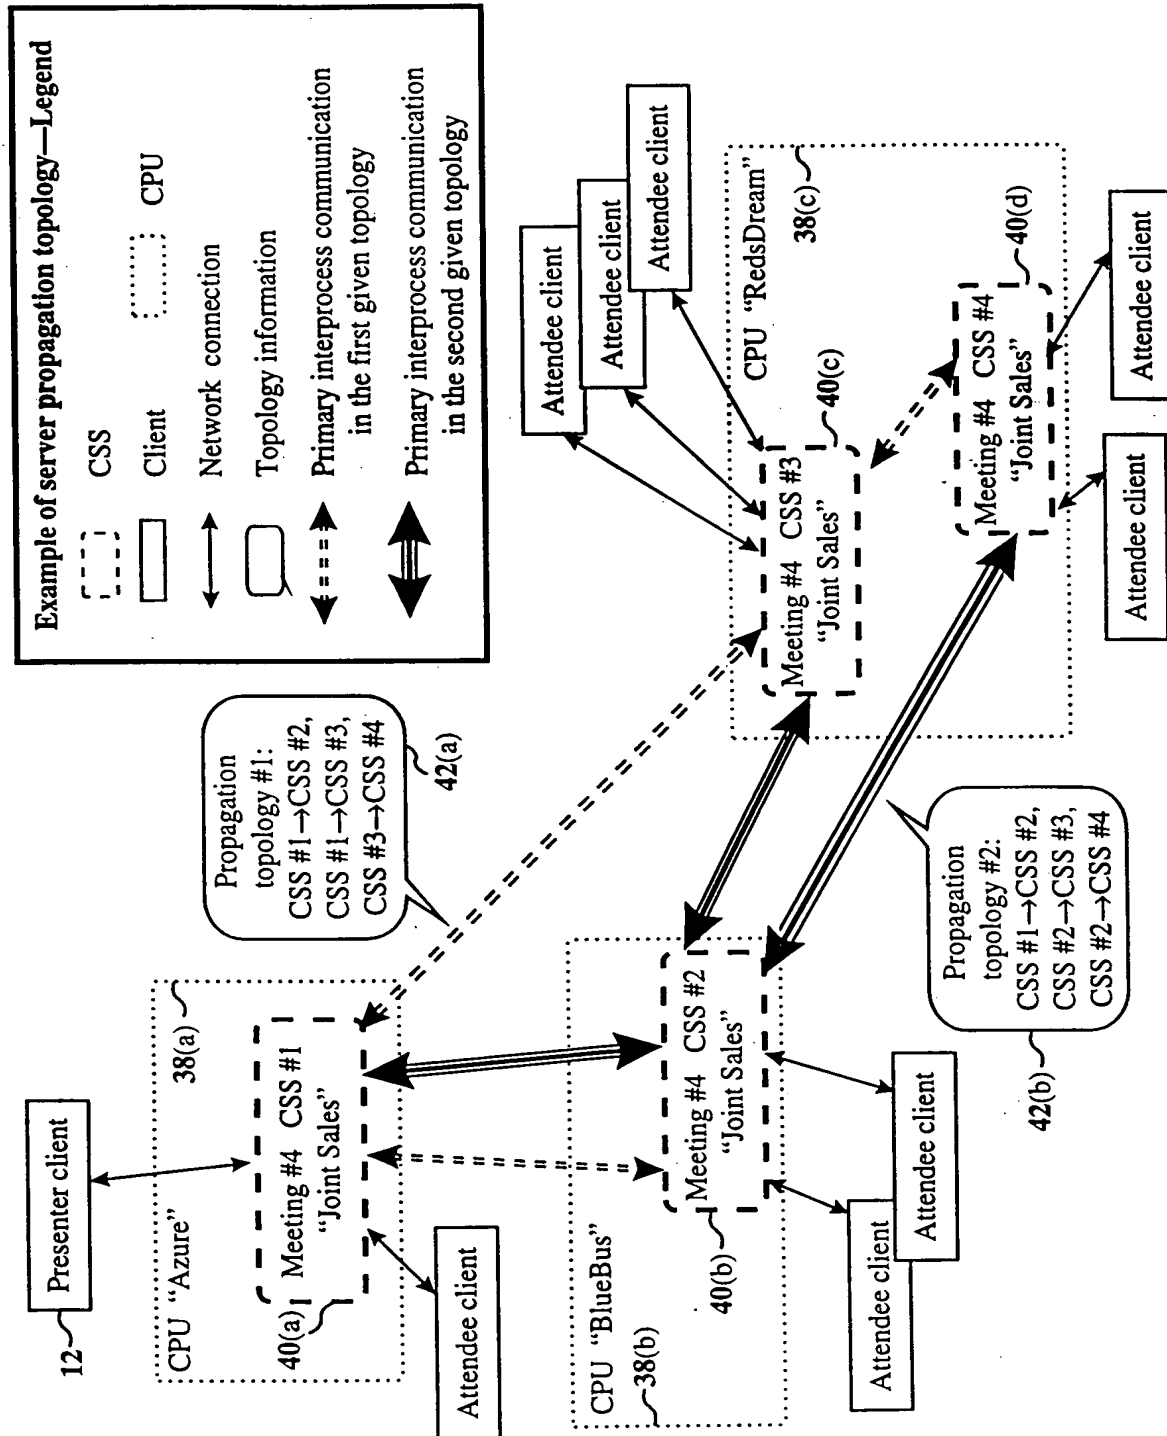 Example of server propagation topology—Legend
CSS
CPU
Client
Network connection
Topology information
Primary interprocess communication
in the first given topology
Primary interprocess communication
in the second given topology
12
Presenter client
CPU “Azure”
38(a)
Meeting #4 CSS #1
“Joint Sales”
40(a)
Attendee client
Propagation
topology #1:
CSS #1→CSS #2,
CSS #1→CSS #3,
CSS #3→CSS #4
42(a)
Attendee client
Attendee client
Attendee client
CPU “BlueBus”
38(b)
Meeting #4 CSS #2
“Joint Sales”
40(b)
Attendee client
Attendee client
CPU “RedsDream”
38(c)
40(c)
Meeting #4 CSS #3
“Joint Sales”
Meeting #4 CSS #4
“Joint Sales”
40(d)
Attendee client
Attendee client
Propagation
topology #2:
CSS #1→CSS #2,
CSS #2→CSS #3,
CSS #2→CSS #4
42(b)